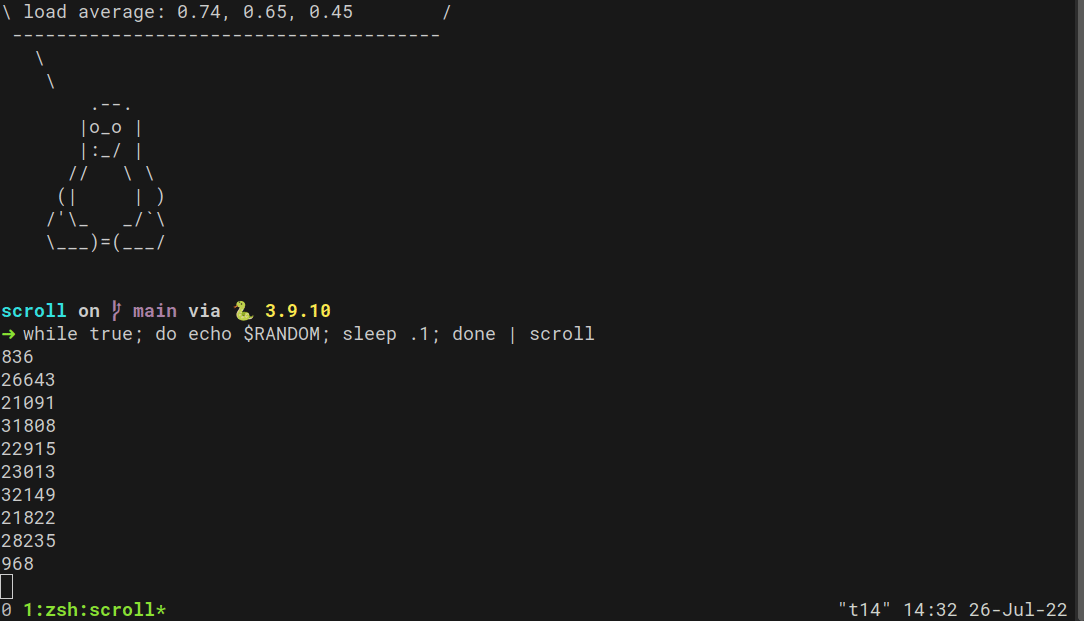 \ load average: 0.74, 0.65, 0.45        /
 ---------------------------------------
   \
    \
        .--.
       |o_o |
       |:_/ |
      //   \ \
     (|     | )
    /'\_   _/`\
    \___)=(___/
scroll on  main via 🐍 3.9.10
➜ while true; do echo $RANDOM; sleep .1; done | scroll
836
26643
21091
31808
22915
23013
32149
21822
28235
968
0 1:zsh:scroll*                    "t14" 14:32 26-Jul-22